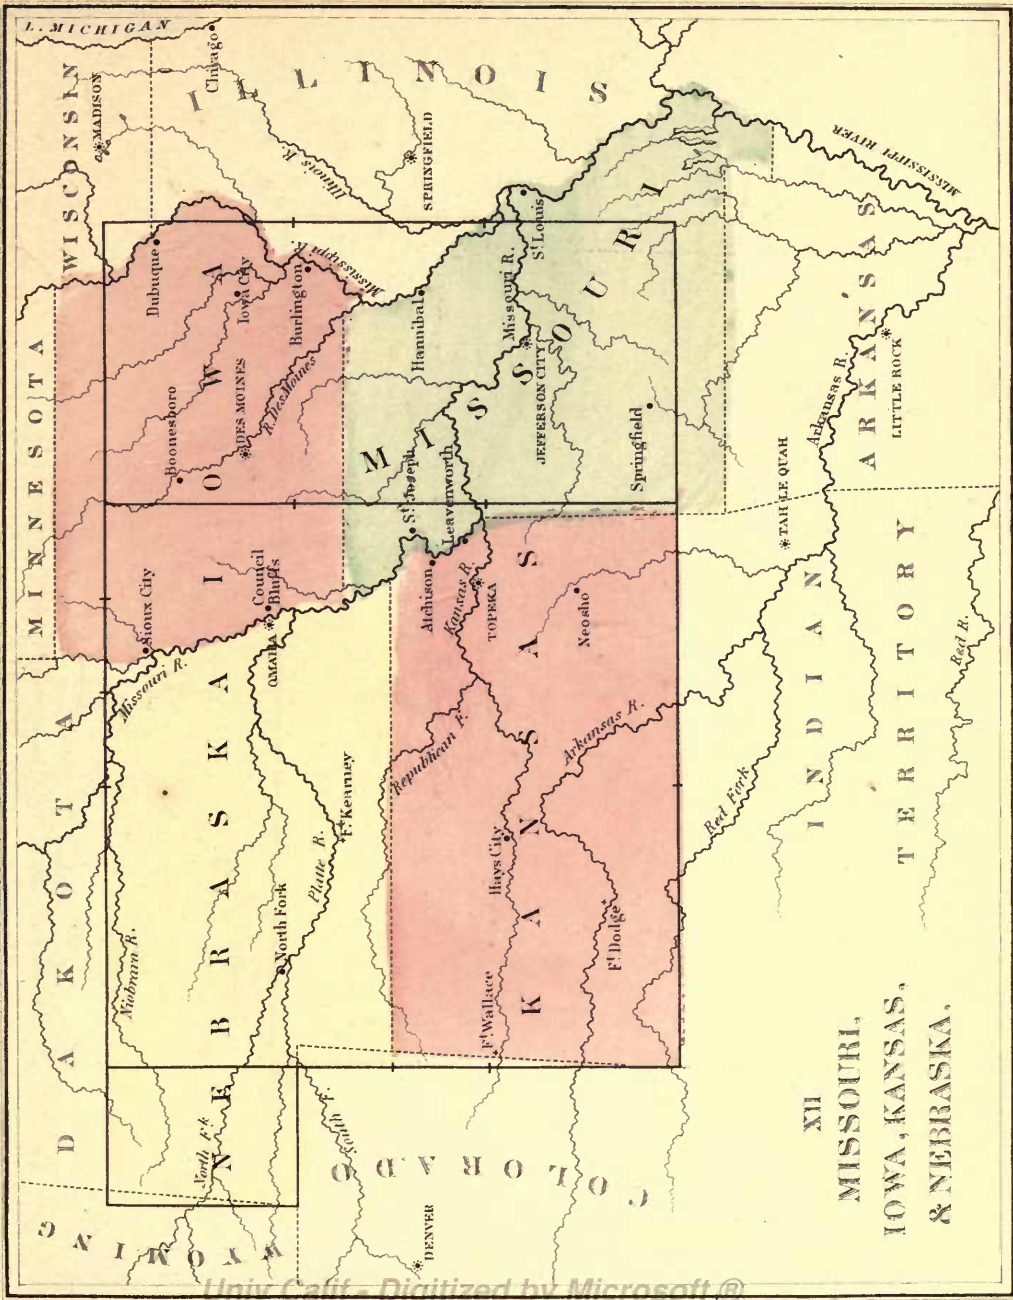 XII
MISSOURI,
IOWA, KANSAS,
& NEBRASKA.
L. MICHIGAN
WISCONSIN
MADISON
Chicago
ILLINOIS
Illinois R.
SPRINGFIELD
MISSISSIPPI RIVER
MINNESOTA
IOWA
Dubuque
Iowa City
Burlington
Mississippi R.
Boonesboro
DES MOINES
R. Des Moines
Sioux City
Council
Bluffs
MISSOURI
Hannibal
Missouri R.
St. Louis
JEFFERSON CITY
St. Joseph
Springfield
ARKANSAS
Arkansas R.
LITTLE ROCK
DAKOTA
Missouri R.
NEBRASKA
OMAHA
Ft. Kearney
Platte R.
North Fork
Niobrara R.
North F.k
South F.
KANSAS
Leavenworth
Atchison
Kansas R.
TOPEKA
Neosho
Republican F.
Arkansas R.
Hays City
Ft. Dodge
Ft. Wallace
TAHLE QUAH
INDIAN
TERRITORY
Red Fork
Red R.
WYOMING
COLORADO
DENVER
Univ Calif - Digitized by Microsoft ®